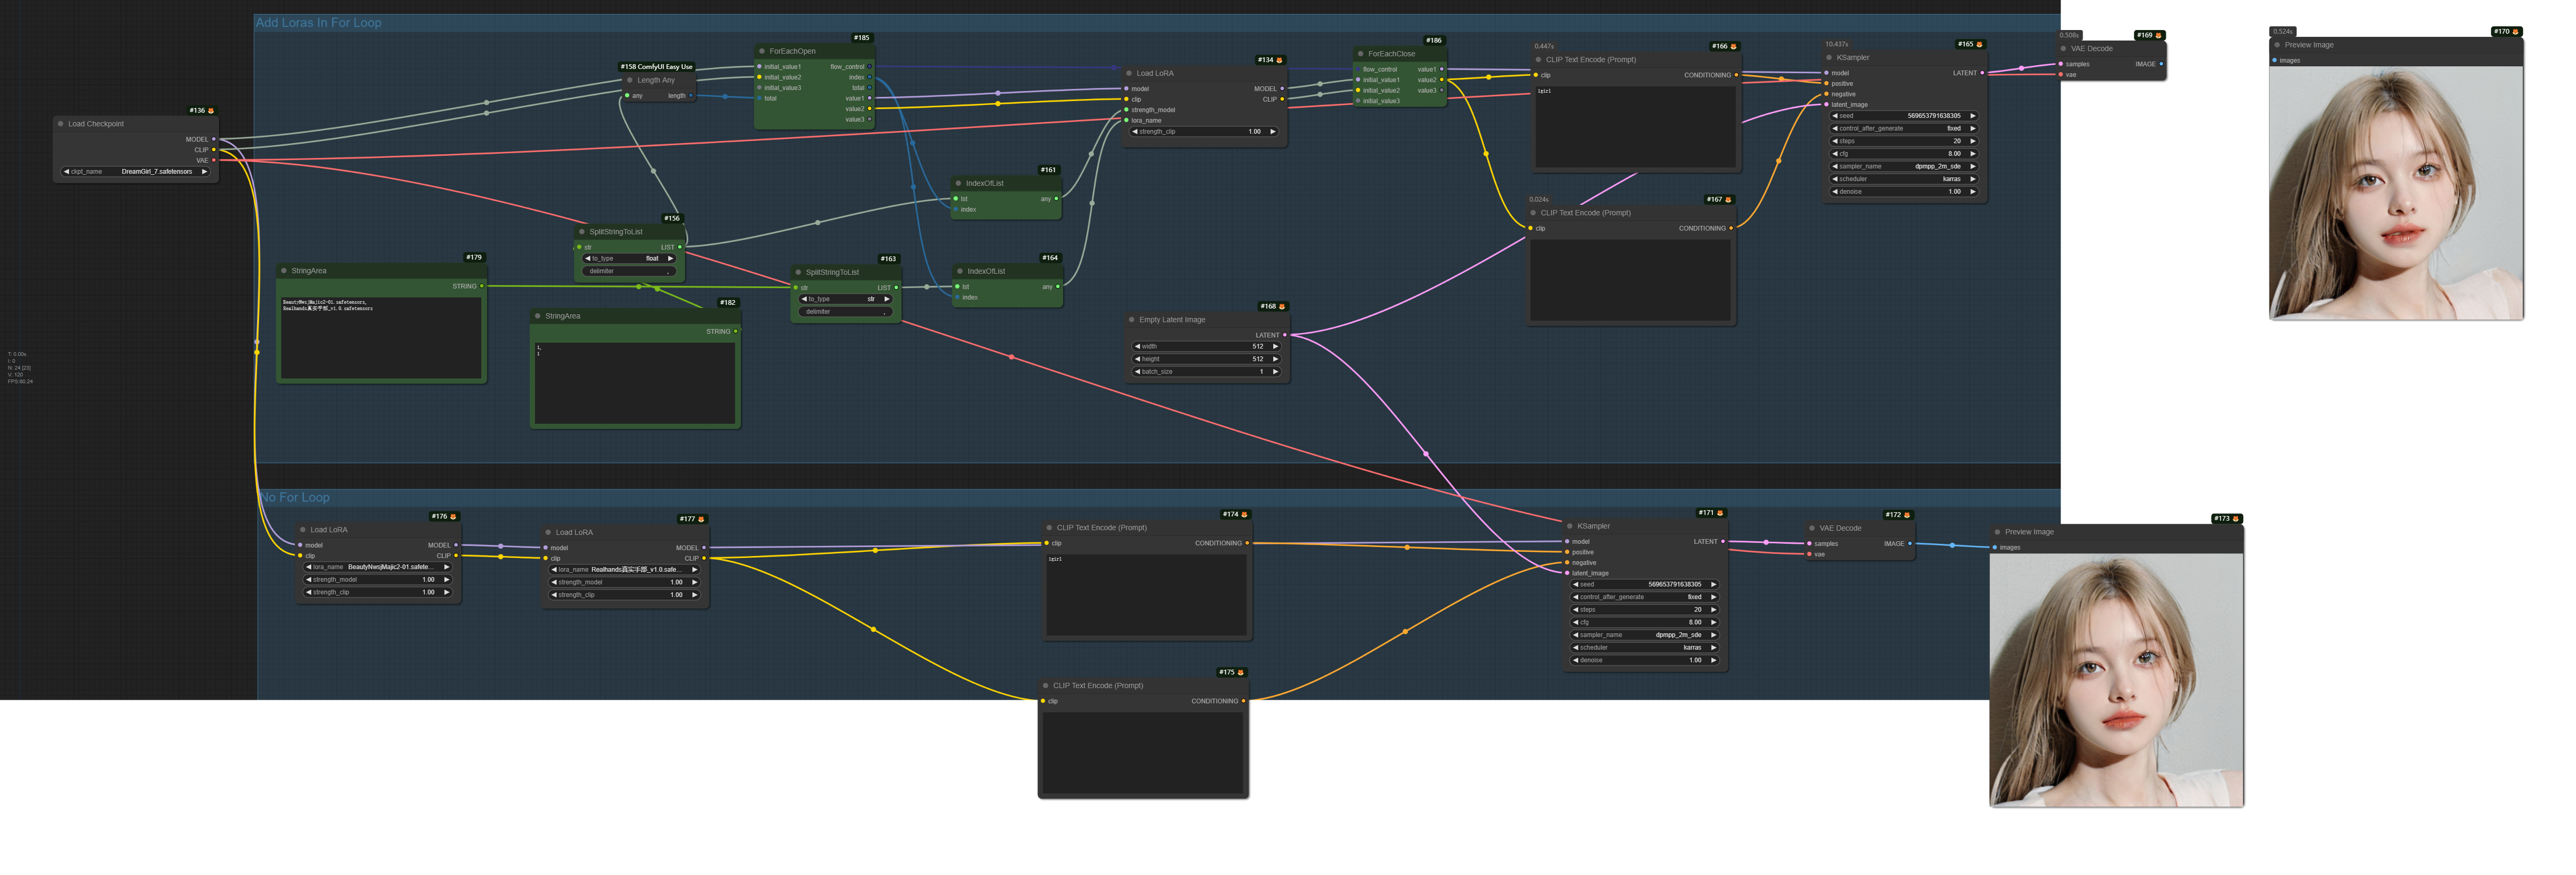 Add Loras In For Loop
#136
Load Checkpoint
MODEL
CLIP
VAE
ckpt_name DreamGirl_7.safetensors
#158 ComfyUI Easy Use
Length Any
any length
#185
ForEachOpen
initial_value1 flow_control
initial_value2 index
initial_value3 total
total value1
value2
value3
#134
Load LoRA
model MODEL
clip CLIP
strength_model
lora_name
strength_clip 1.00
#186
ForEachClose
flow_control value1
initial_value1 value2
initial_value2 value3
initial_value3
0.447s
#166
CLIP Text Encode (Prompt)
clip CONDITIONING
1girl
10.437s
#165
KSampler
model LATENT
positive
negative
latent_image
seed 569653791638305
control_after_generate fixed
steps 20
cfg 8.00
sampler_name dpmpp_2m_sde
scheduler karras
denoise 1.00
0.508s
#169
VAE Decode
samples IMAGE
vae
0.524s
#170
Preview Image
images
#161
IndexOfList
lst any
index
#156
SplitStringToList
str LIST
to_type float
delimiter ,
0.024s
#167
CLIP Text Encode (Prompt)
clip CONDITIONING
#179
StringArea
STRING
BeautyNwsjMajic2-01.safetensors,
Realhands真实手部_v1.0.safetensors
#163
SplitStringToList
str LIST
to_type str
delimiter ,
#164
IndexOfList
lst any
index
#182
StringArea
STRING
1,
1
#168
Empty Latent Image
LATENT
width 512
height 512
batch_size 1
T: 0.00s
I: 0
N: 24 [23]
V: 120
FPS:60.24
No For Loop
#176
Load LoRA
model MODEL
clip CLIP
lora_name BeautyNwsjMajic2-01.safete...
strength_model 1.00
strength_clip 1.00
#177
Load LoRA
model MODEL
clip CLIP
lora_name Realhands真实手部_v1.0.safe...
strength_model 1.00
strength_clip 1.00
#174
CLIP Text Encode (Prompt)
clip CONDITIONING
1girl
#175
CLIP Text Encode (Prompt)
clip CONDITIONING
#171
KSampler
model LATENT
positive
negative
latent_image
seed 569653791638305
control_after_generate fixed
steps 20
cfg 8.00
sampler_name dpmpp_2m_sde
scheduler karras
denoise 1.00
#172
VAE Decode
samples IMAGE
vae
#173
Preview Image
images